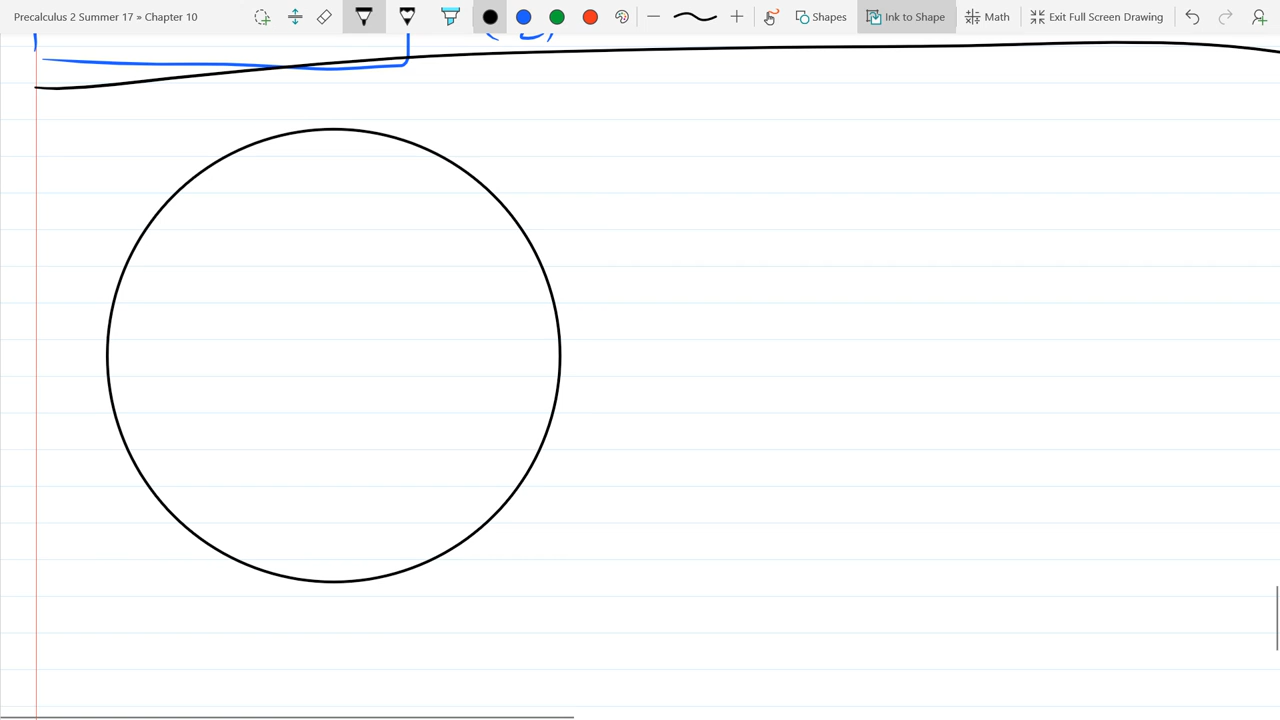 Precalculus 2 Summer 17 » Chapter 10
Shapes
Ink to Shape
Math
Exit Full Screen Drawing